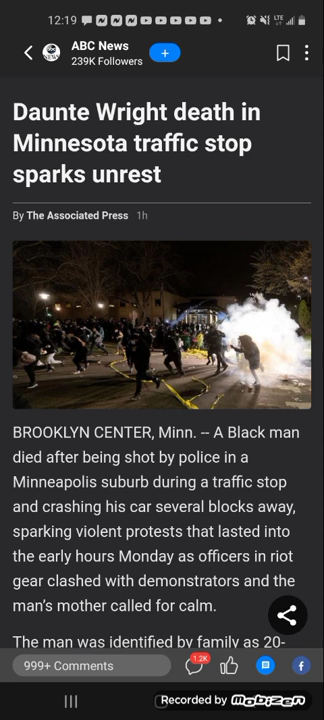 12:19
LTE
ABC News
239K Followers
+
Daunte Wright death in
Minnesota traffic stop
sparks unrest
By The Associated Press 1h
BROOKLYN CENTER, Minn. -- A Black man
died after being shot by police in a
Minneapolis suburb during a traffic stop
and crashing his car several blocks away,
sparking violent protests that lasted into
the early hours Monday as officers in riot
gear clashed with demonstrators and the
man's mother called for calm.
The man was identified by family as 20-
999+ Comments
1.2K
Recorded by mobizen